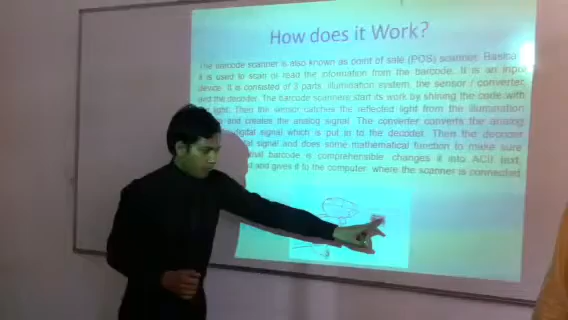 How does it Work?
The barcode scanner is also known as point of sale (POS) scanner. Basica
it is used to scan or read the information from the barcode. It is an inpu
device. It is consisted of 3 parts, illumination system, the sensor / converter,
and the decoder. The barcode scanners start its work by shining the code with
light. Then the sensor catches the reflected light from the illumination
and creates the analog signal. The converter converts the analog
digital signal which is put in to the decoder. Then the decoder
signal and does some mathematical function to make sure
barcode is comprehensible changes it into ACII text,
and gives it to the computer where the scanner is connected.